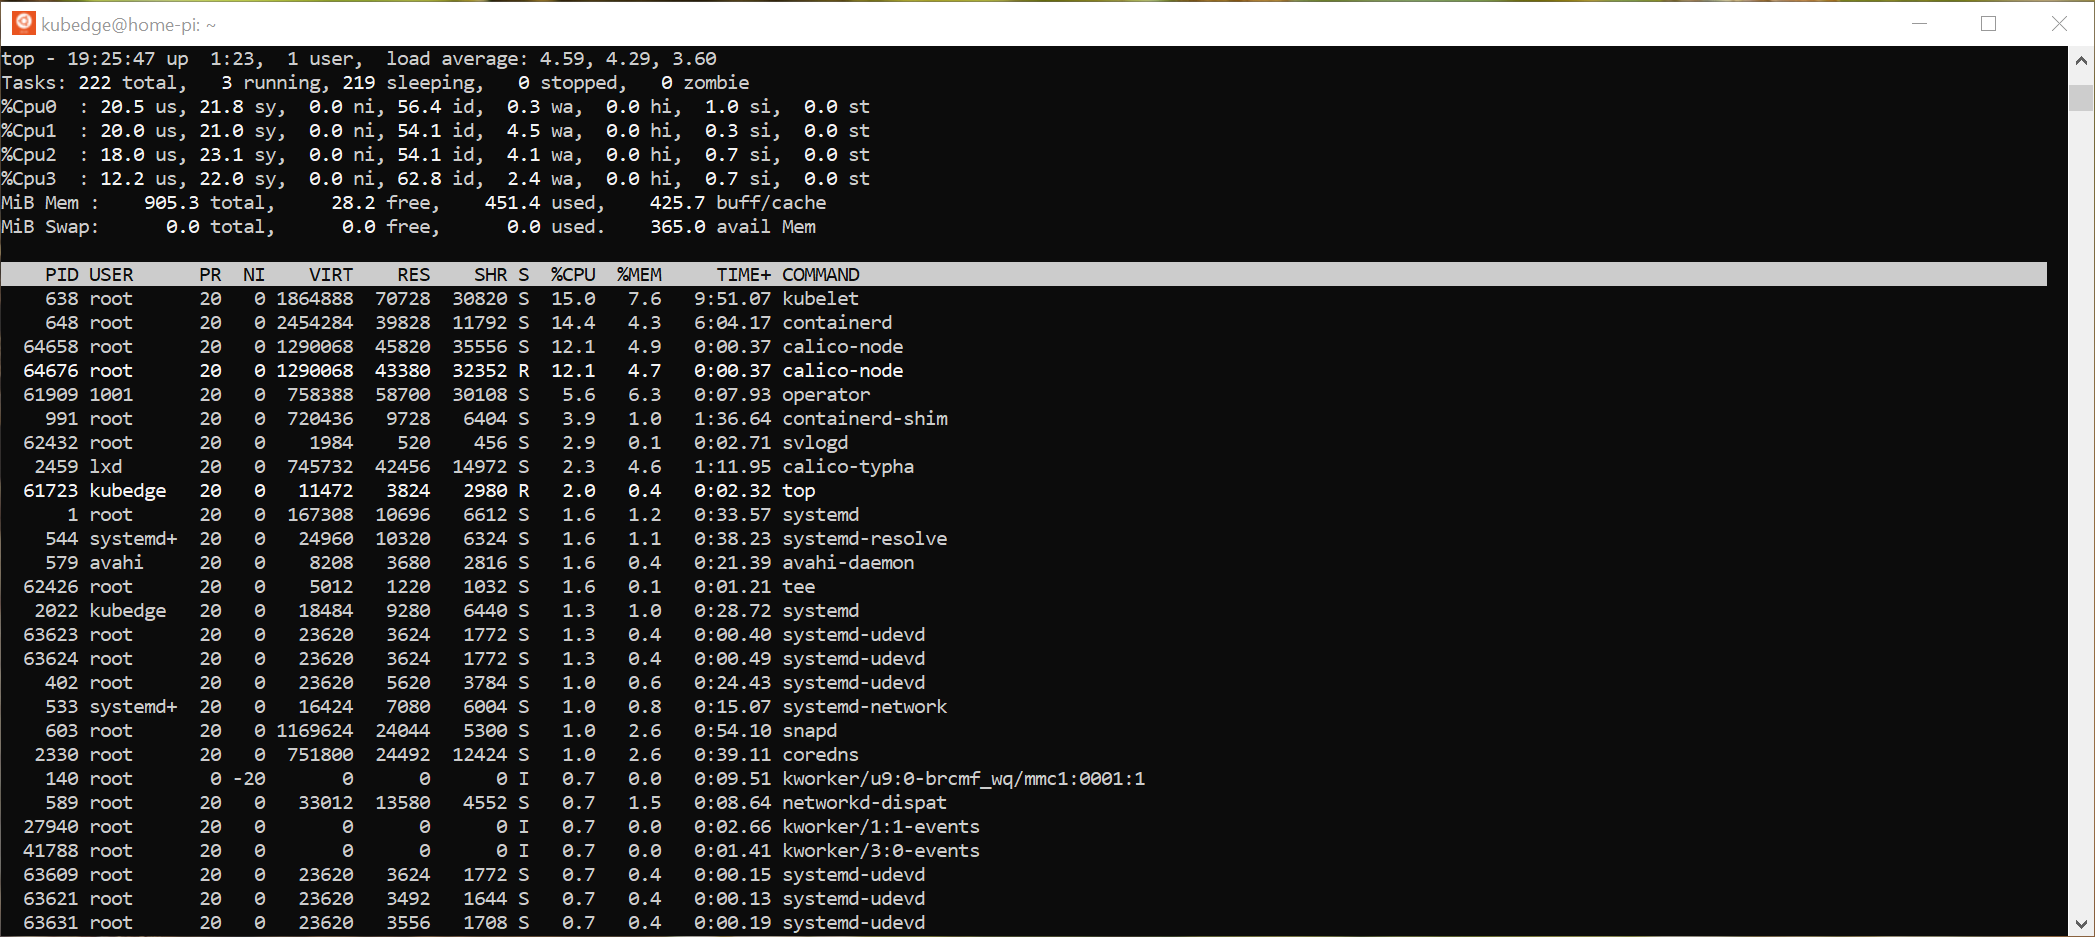 kubedge@home-pi: ~
top - 19:25:47 up  1:23,  1 user,  load average: 4.59, 4.29, 3.60
Tasks: 222 total,   3 running, 219 sleeping,   0 stopped,   0 zombie
%Cpu0  : 20.5 us, 21.8 sy,  0.0 ni, 56.4 id,  0.3 wa,  0.0 hi,  1.0 si,  0.0 st
%Cpu1  : 20.0 us, 21.0 sy,  0.0 ni, 54.1 id,  4.5 wa,  0.0 hi,  0.3 si,  0.0 st
%Cpu2  : 18.0 us, 23.1 sy,  0.0 ni, 54.1 id,  4.1 wa,  0.0 hi,  0.7 si,  0.0 st
%Cpu3  : 12.2 us, 22.0 sy,  0.0 ni, 62.8 id,  2.4 wa,  0.0 hi,  0.7 si,  0.0 st
MiB Mem :    905.3 total,     28.2 free,    451.4 used,    425.7 buff/cache
MiB Swap:      0.0 total,      0.0 free,      0.0 used.    365.0 avail Mem
    PID USER      PR  NI    VIRT    RES    SHR S  %CPU  %MEM     TIME+ COMMAND
    638 root      20   0 1864888  70728  30820 S  15.0   7.6   9:51.07 kubelet
    648 root      20   0 2454284  39828  11792 S  14.4   4.3   6:04.17 containerd
  64658 root      20   0 1290068  45820  35556 S  12.1   4.9   0:00.37 calico-node
  64676 root      20   0 1290068  43380  32352 R  12.1   4.7   0:00.37 calico-node
  61909 1001      20   0  758388  58700  30108 S   5.6   6.3   0:07.93 operator
    991 root      20   0  720436   9728   6404 S   3.9   1.0   1:36.64 containerd-shim
  62432 root      20   0    1984    520    456 S   2.9   0.1   0:02.71 svlogd
   2459 lxd       20   0  745732  42456  14972 S   2.3   4.6   1:11.95 calico-typha
  61723 kubedge   20   0   11472   3824   2980 R   2.0   0.4   0:02.32 top
      1 root      20   0  167308  10696   6612 S   1.6   1.2   0:33.57 systemd
    544 systemd+  20   0   24960  10320   6324 S   1.6   1.1   0:38.23 systemd-resolve
    579 avahi     20   0    8208   3680   2816 S   1.6   0.4   0:21.39 avahi-daemon
  62426 root      20   0    5012   1220   1032 S   1.6   0.1   0:01.21 tee
   2022 kubedge   20   0   18484   9280   6440 S   1.3   1.0   0:28.72 systemd
  63623 root      20   0   23620   3624   1772 S   1.3   0.4   0:00.40 systemd-udevd
  63624 root      20   0   23620   3624   1772 S   1.3   0.4   0:00.49 systemd-udevd
    402 root      20   0   23620   5620   3784 S   1.0   0.6   0:24.43 systemd-udevd
    533 systemd+  20   0   16424   7080   6004 S   1.0   0.8   0:15.07 systemd-network
    603 root      20   0 1169624  24044   5300 S   1.0   2.6   0:54.10 snapd
   2330 root      20   0  751800  24492  12424 S   1.0   2.6   0:39.11 coredns
    140 root       0 -20       0      0      0 I   0.7   0.0   0:09.51 kworker/u9:0-brcmf_wq/mmc1:0001:1
    589 root      20   0   33012  13580   4552 S   0.7   1.5   0:08.64 networkd-dispat
  27940 root      20   0       0      0      0 I   0.7   0.0   0:02.66 kworker/1:1-events
  41788 root      20   0       0      0      0 I   0.7   0.0   0:01.41 kworker/3:0-events
  63609 root      20   0   23620   3624   1772 S   0.7   0.4   0:00.15 systemd-udevd
  63621 root      20   0   23620   3492   1644 S   0.7   0.4   0:00.13 systemd-udevd
  63631 root      20   0   23620   3556   1708 S   0.7   0.4   0:00.19 systemd-udevd